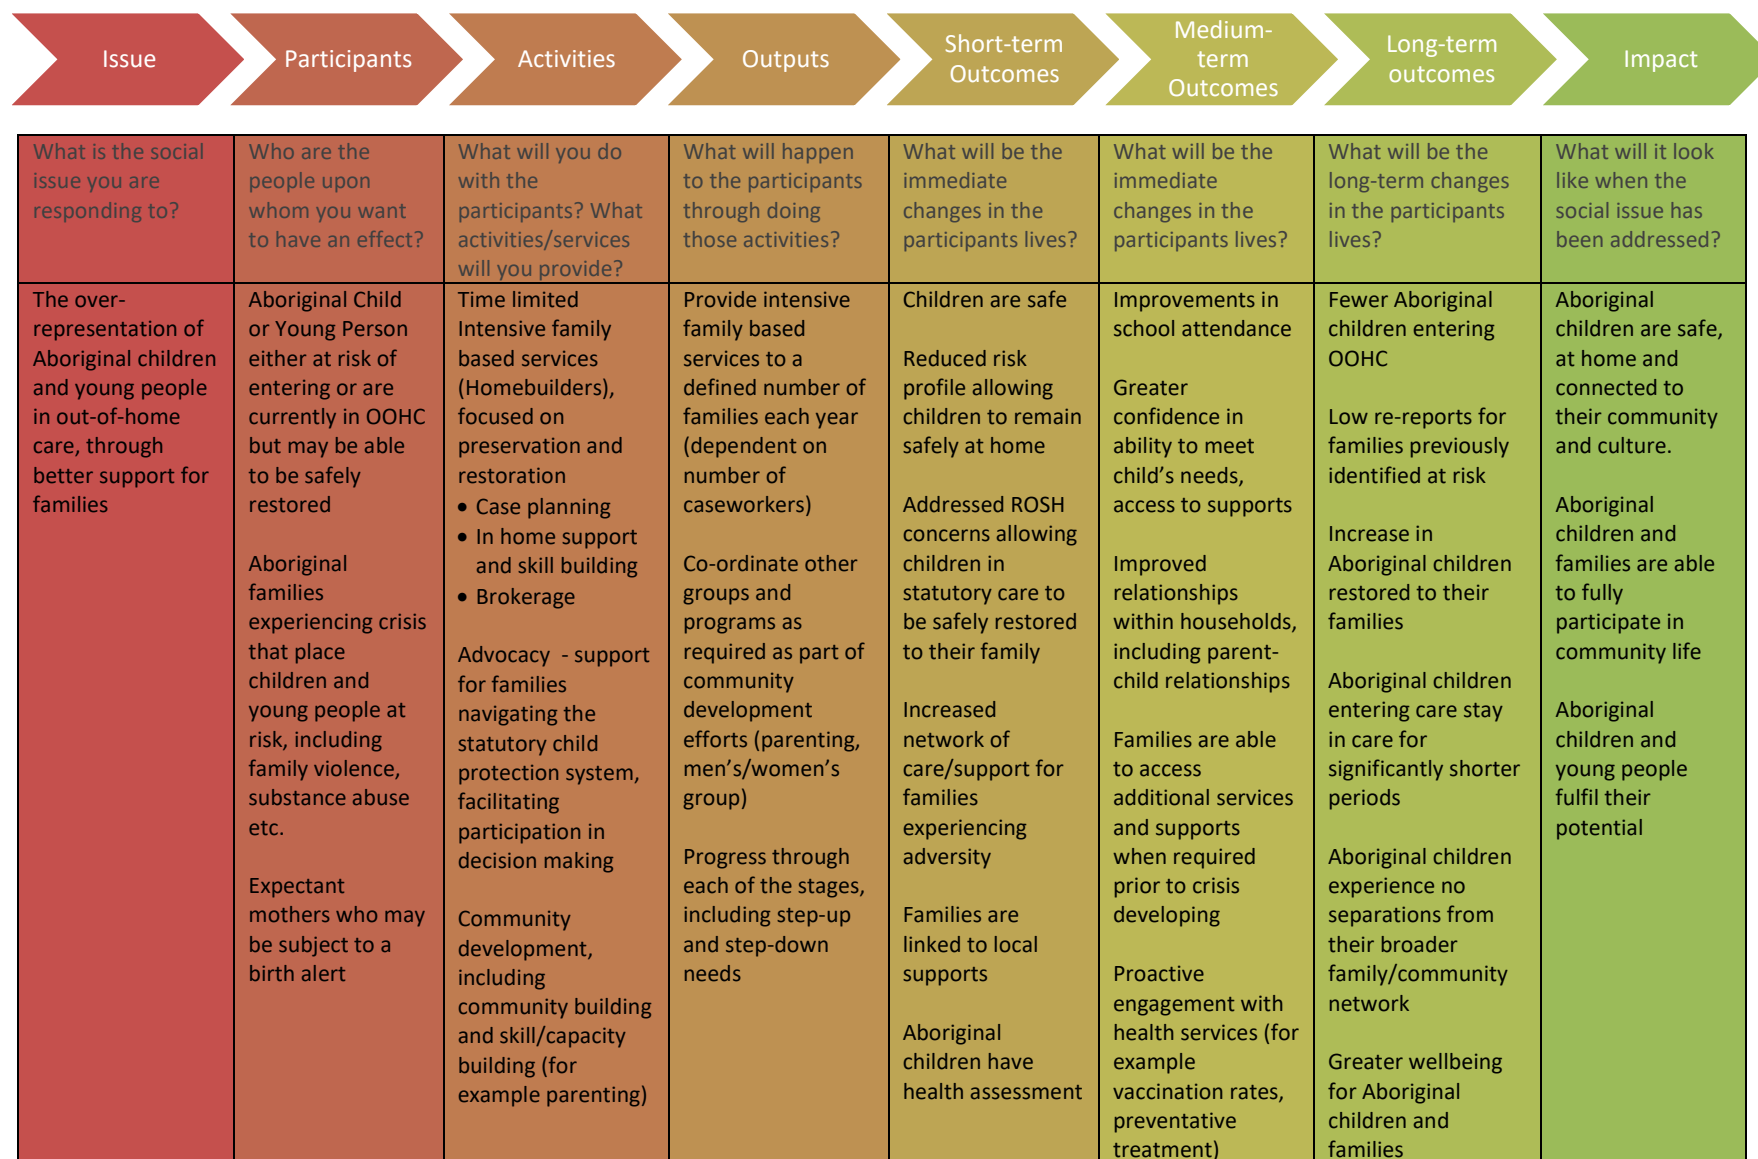 Issue
Participants
Activities
Outputs
Short-term
Outcomes
Medium-
term
Outcomes
Long-term
outcomes
Impact
What is the social
issue you are
responding to?
Who are the
people upon
whom you want
to have an effect?
What will you do
with the
participants? What
activities/services
will you provide?
What will happen
to the participants
through doing
those activities?
What will be the
immediate
changes in the
participants lives?
What will be the
immediate
changes in the
participants lives?
What will be the
long-term changes
in the participants
lives?
What will it look
like when the
social issue has
been addressed?
The over-
representation of
Aboriginal children
and young people
in out-of-home
care, through
better support for
families
Aboriginal Child
or Young Person
either at risk of
entering or are
currently in OOHC
but may be able
to be safely
restored
Aboriginal
families
experiencing crisis
that place
children and
young people at
risk, including
family violence,
substance abuse
etc.
Expectant
mothers who may
be subject to a
birth alert
Time limited
Intensive family
based services
(Homebuilders),
focused on
preservation and
restoration
• Case planning
• In home support
and skill building
• Brokerage
Advocacy - support
for families
navigating the
statutory child
protection system,
facilitating
participation in
decision making
Community
development,
including
community building
and skill/capacity
building (for
example parenting)
Provide intensive
family based
services to a
defined number of
families each year
(dependent on
number of
caseworkers)
Co-ordinate other
groups and
programs as
required as part of
community
development
efforts (parenting,
men's/women's
group)
Progress through
each of the stages,
including step-up
and step-down
needs
Children are safe
Reduced risk
profile allowing
children to remain
safely at home
Addressed ROSH
concerns allowing
children in
statutory care to
be safely restored
to their family
Increased
network of
care/support for
families
experiencing
adversity
Families are
linked to local
supports
Aboriginal
children have
health assessment
Improvements in
school attendance
Greater
confidence in
ability to meet
child's needs,
access to supports
Improved
relationships
within households,
including parent-
child relationships
Families are able
to access
additional services
and supports
when required
prior to crisis
developing
Proactive
engagement with
health services (for
example
vaccination rates,
preventative
treatment)
Fewer Aboriginal
children entering
OOHC
Low re-reports for
families previously
identified at risk
Increase in
Aboriginal children
restored to their
families
Aboriginal children
entering care stay
in care for
significantly shorter
periods
Aboriginal children
experience no
separations from
their broader
family/community
network
Greater wellbeing
for Aboriginal
children and
families
Aboriginal
children are safe,
at home and
connected to
their community
and culture.
Aboriginal
children and
families are able
to fully
participate in
community life
Aboriginal
children and
young people
fulfil their
potential